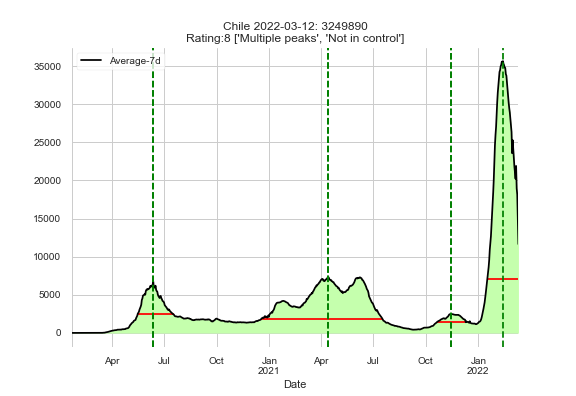 Chile 2022-03-12: 3249890
Rating:8 ['Multiple peaks', 'Not in control']
Average-7d
35000
30000
25000
20000
15000
10000
5000
0
Apr Jul Oct Jan Apr Jul Oct Jan
2021 2022
Date